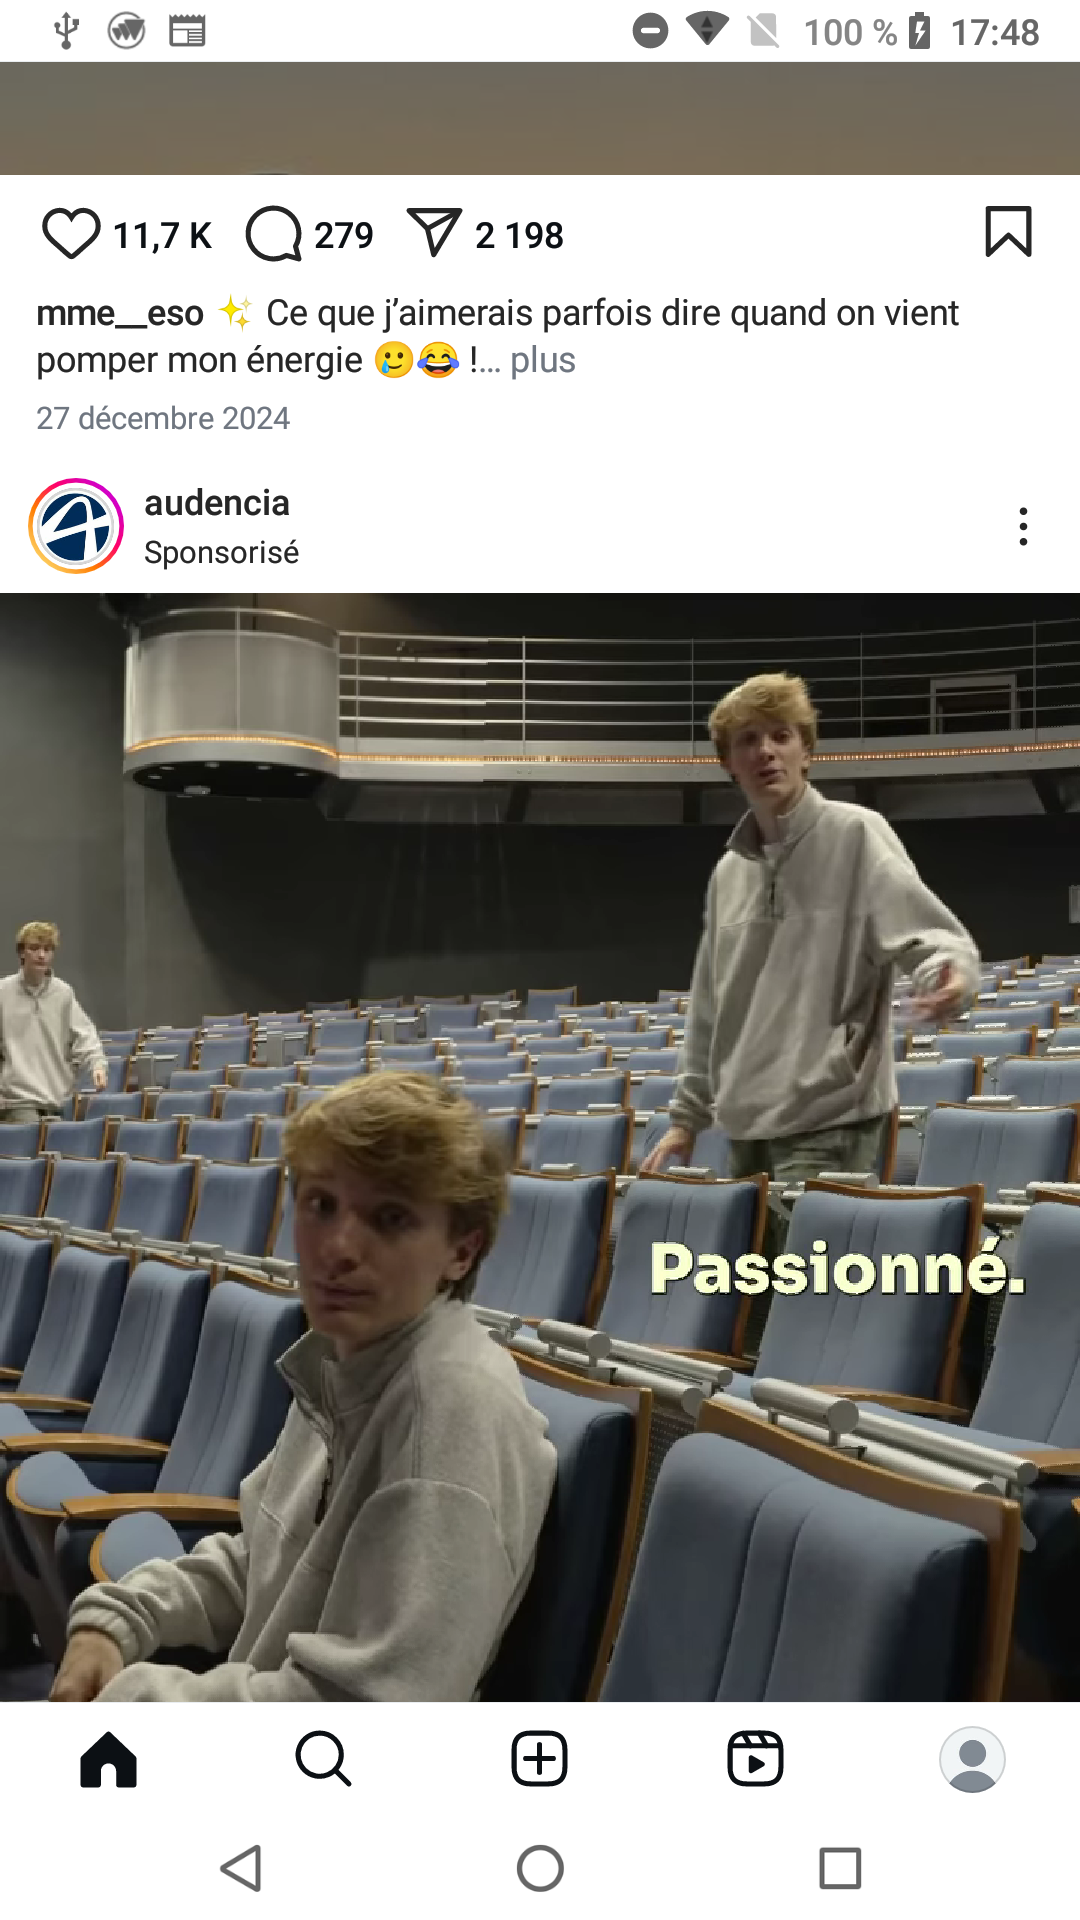 100 % 17:48
11,7 K 279 2 198
mme__eso ✨ Ce que j’aimerais parfois dire quand on vient
pomper mon énergie 🥲😂 !… plus
27 décembre 2024
audencia
Sponsorisé
Passionné.